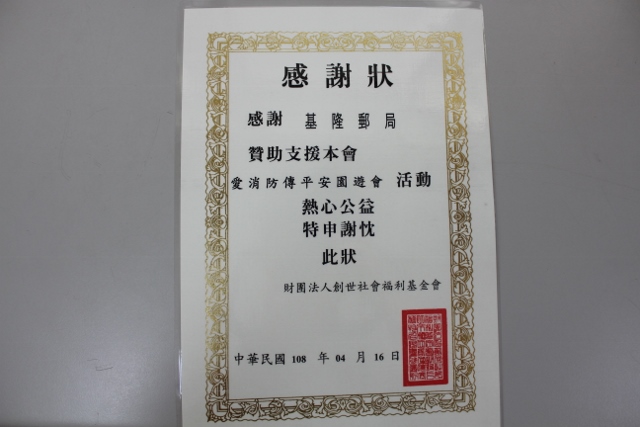 感謝狀
感謝 基隆郵局
贊助支援本會
愛消防傳平安園遊會 活動
熱心公益
特申謝忱
此狀
財團法人創世社會福利基金會
中華民國 108 年 04 月 16 日